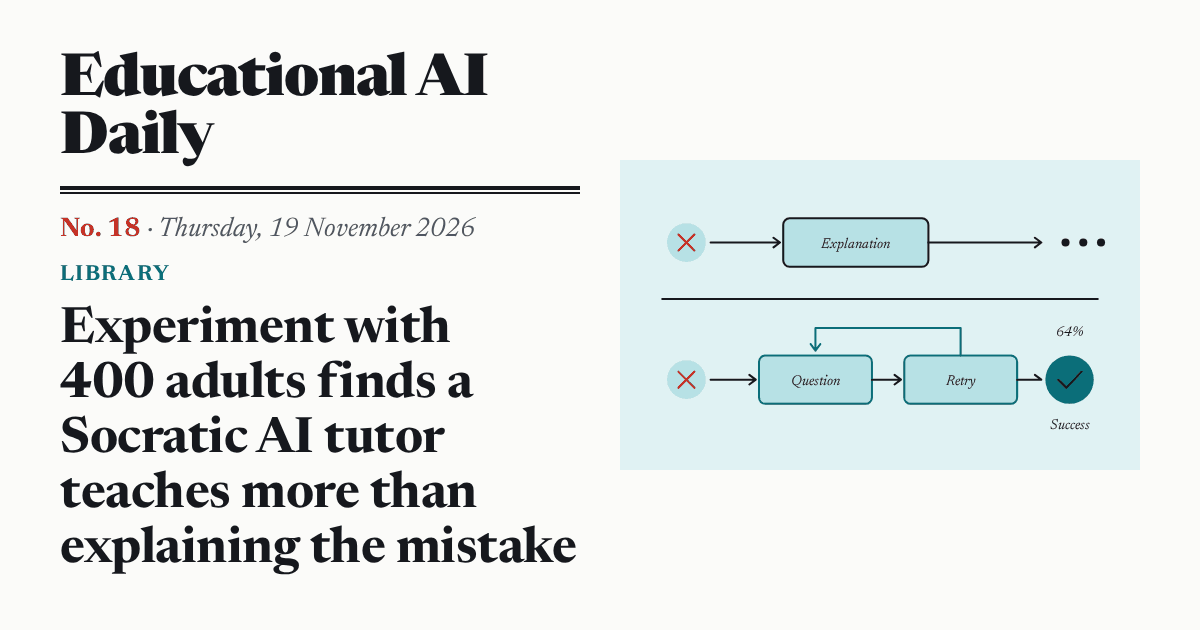 Educational AI
Daily
No. 18 · Thursday, 19 November 2026
LIBRARY
Experiment with
400 adults finds a
Socratic AI tutor
teaches more than
explaining the mistake
Explanation
64%
Question
Retry
Success